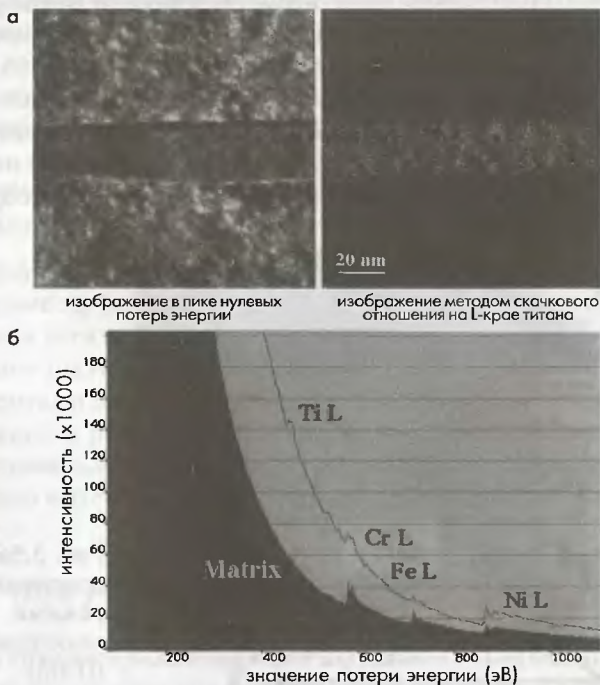 а
20 nm
изображение в пике нулевых
потерь энергии
изображение методом скачкового
отношения на L-крае титана
б
интенсивность (x1000)
180
160
140
120
100
80
60
40
20
0
Ti L
Cr L
Fe L
Ni L
Matrix
200 400 600 800 1000
значение потери энергии (эВ)